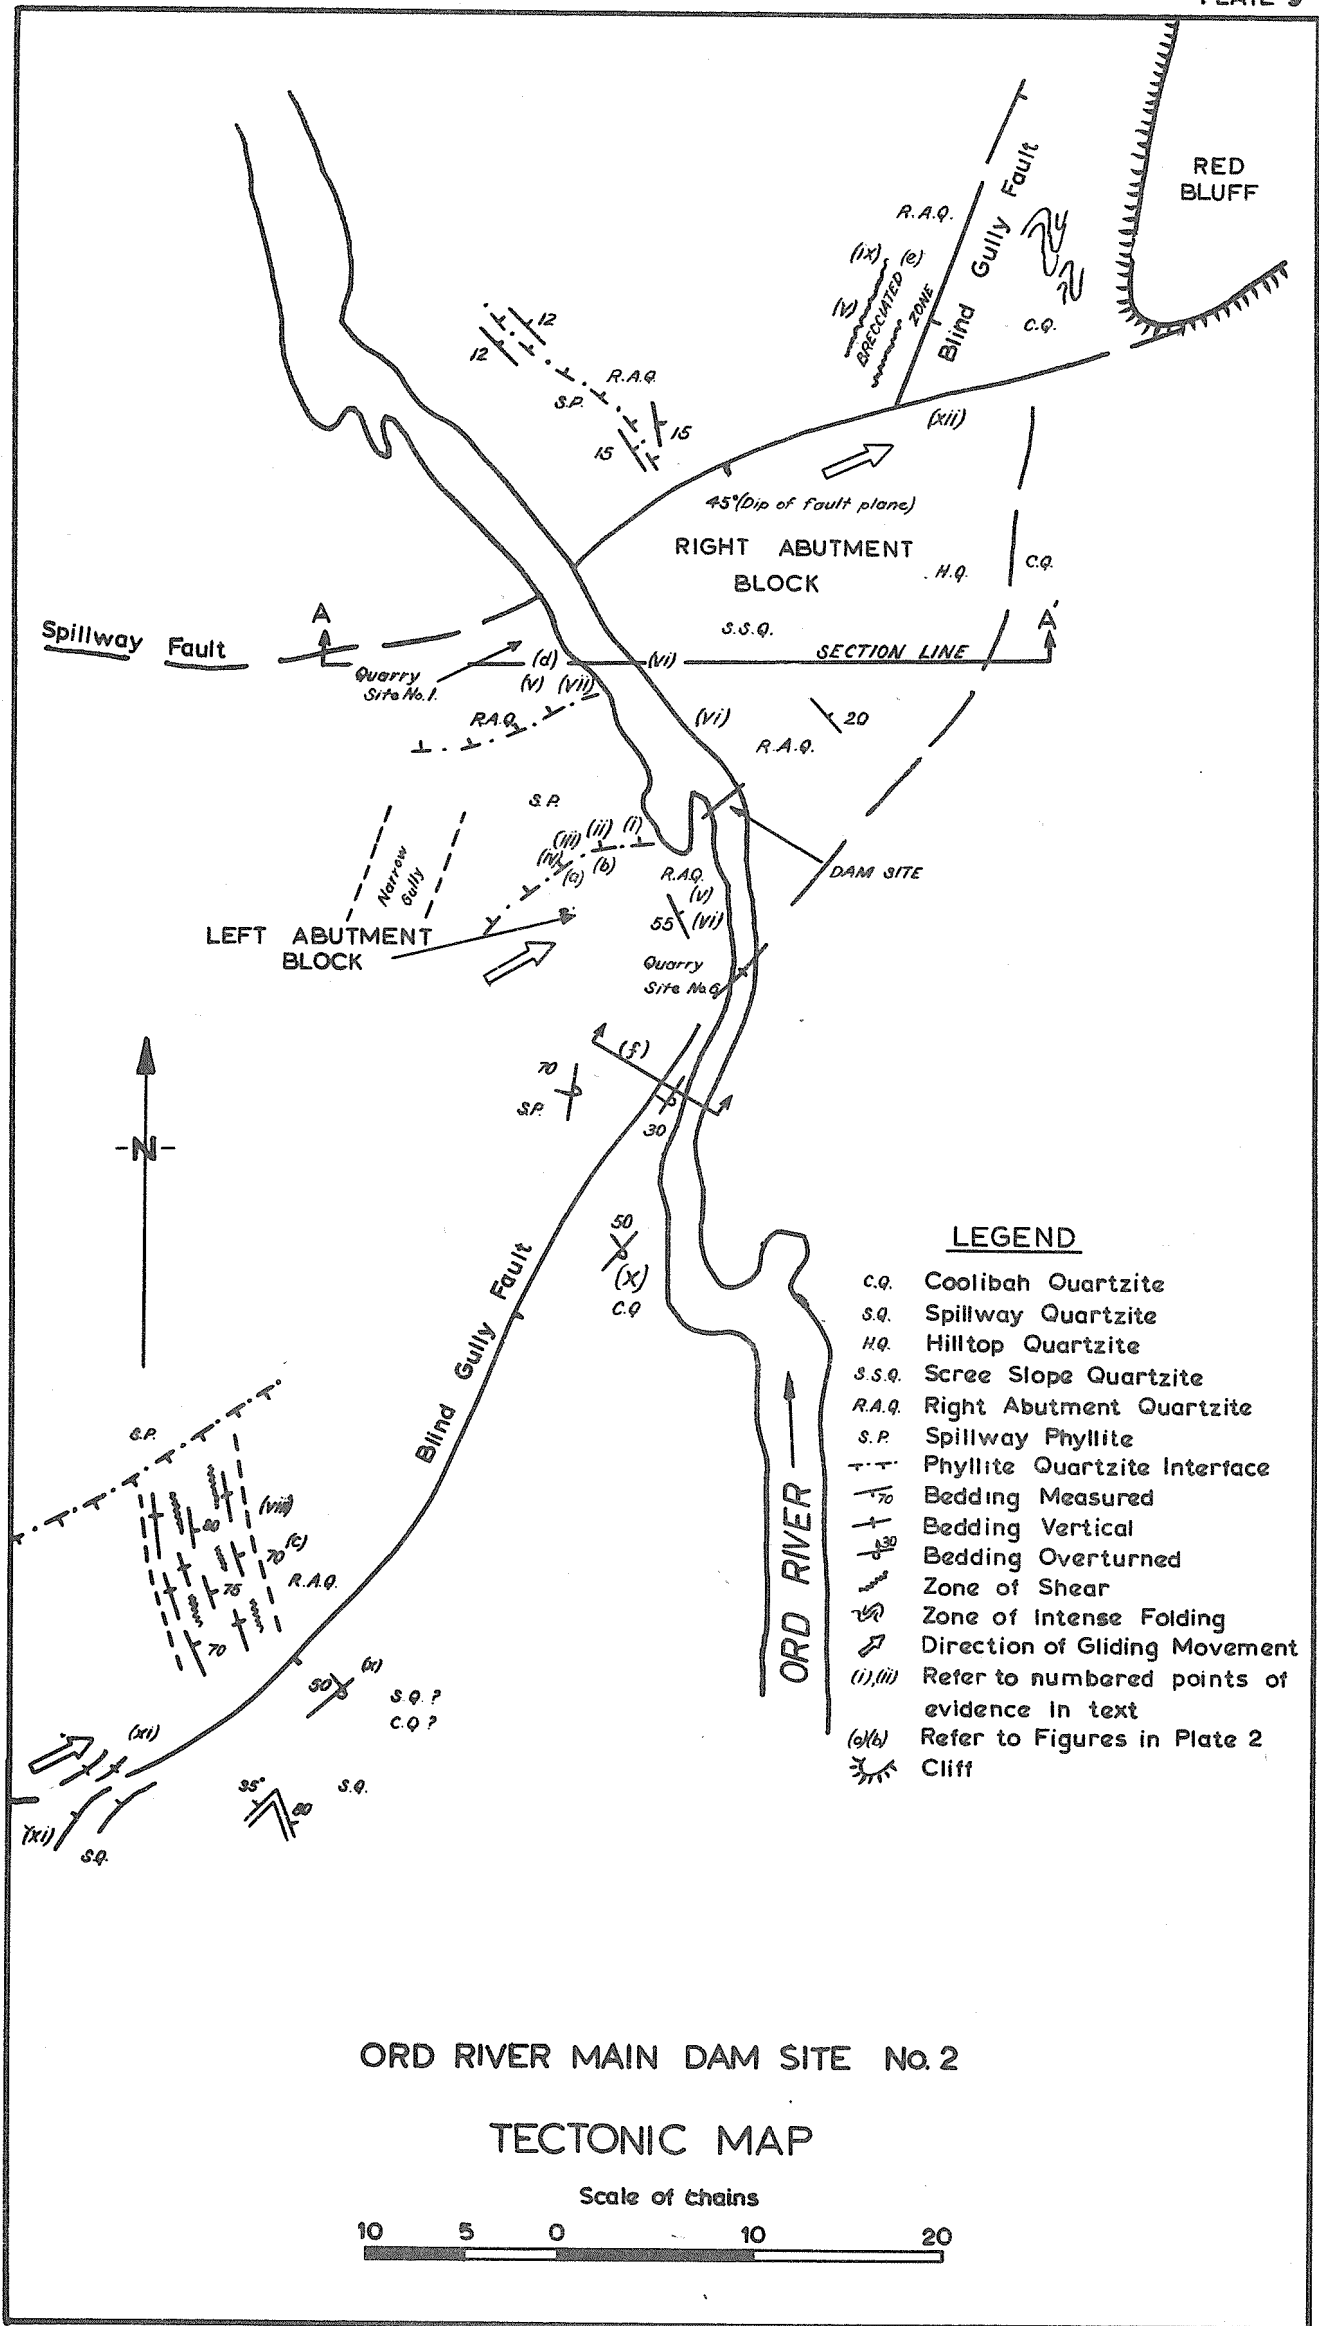 PLATE 9
RED
BLUFF
R.A.Q.
Blind Gully Fault
(ix) (e)
(v)
BRECCIATED
ZONE
C.Q.
12
12
R.A.Q.
S.P.
15
15
(xii)
45° (Dip of fault plane)
RIGHT ABUTMENT
BLOCK
H.Q.
C.Q.
S.S.Q.
Spillway Fault
A
A'
SECTION LINE
Quarry
Site No. 1.
(d)
(vi)
(v) (vii)
R.A.Q.
(vi)
20
R.A.Q.
S.P.
(iii) (ii) (i)
(iv)
(a) (b)
Narrow
Gully
R.A.Q.
(v)
55 (vi)
DAM SITE
LEFT ABUTMENT
BLOCK
Quarry
Site No.6
(f)
70
S.P.
30
-N-
50
(x)
C.Q
Blind Gully Fault
LEGEND
C.Q. Coolibah Quartzite
S.Q. Spillway Quartzite
H.Q. Hilltop Quartzite
S.S.Q. Scree Slope Quartzite
R.A.Q. Right Abutment Quartzite
S.P. Spillway Phyllite
Phyllite Quartzite Interface
70 Bedding Measured
Bedding Vertical
30 Bedding Overturned
Zone of Shear
Zone of Intense Folding
Direction of Gliding Movement
(i),(ii) Refer to numbered points of
evidence in text
(a)(b) Refer to Figures in Plate 2
Cliff
ORD RIVER
S.P.
(viii)
80
70 (c)
75
R.A.Q.
70
50
(x)
S.Q. ?
C.Q ?
(xi)
35°
80
S.Q.
(xi)
S.Q.
ORD RIVER MAIN DAM SITE No. 2
TECTONIC MAP
Scale of chains
10 5 0 10 20